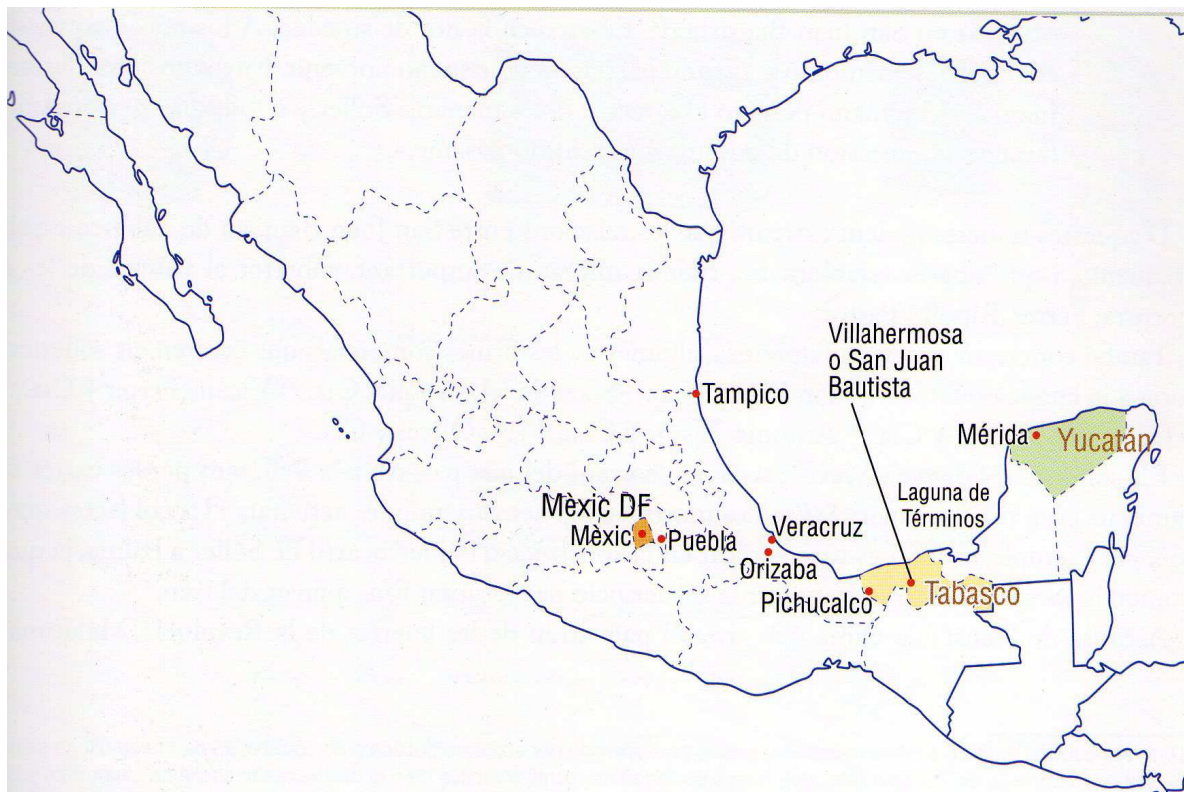 Villahermosa
o San Juan
Bautista
Tampico
Mérida
Yucatán
Laguna de
Términos
Mèxic DF
Mèxic
Puebla
Veracruz
Orizaba
Pichucalco
Tabasco